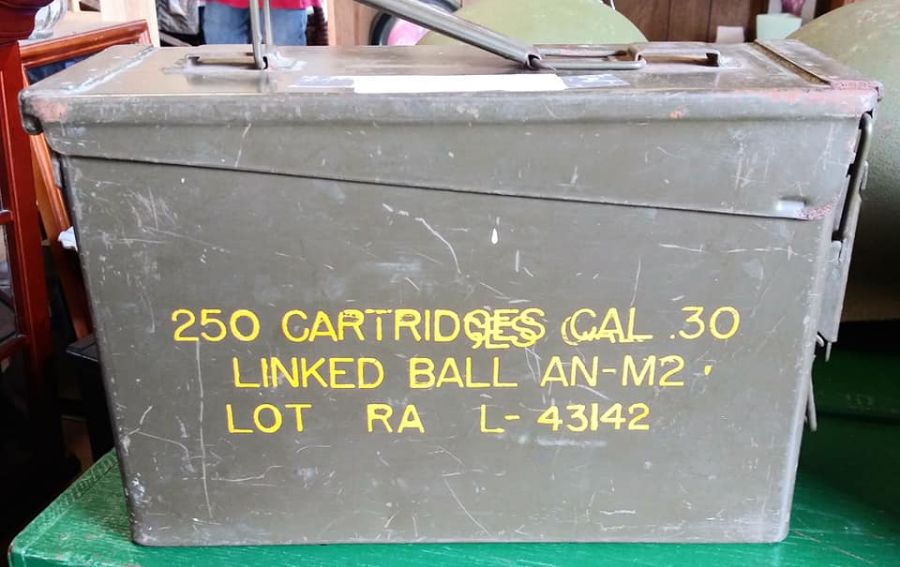 250 CARTRIDGES CAL .30
LINKED BALL AN-M2
LOT RA L-43142